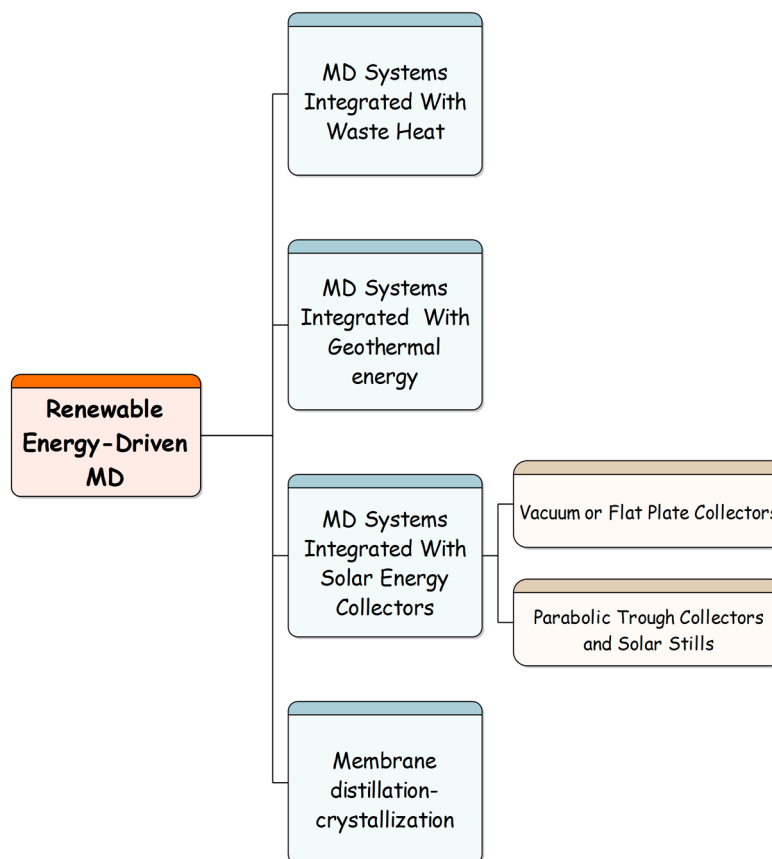 MD Systems
Integrated With
Waste Heat
MD Systems
Integrated With
Geothermal
energy
Renewable
Energy-Driven
MD
MD Systems
Integrated With
Solar Energy
Collectors
Vacuum or Flat Plate Collectors
Parabolic Trough Collectors
and Solar Stills
Membrane
distillation-
crystallization